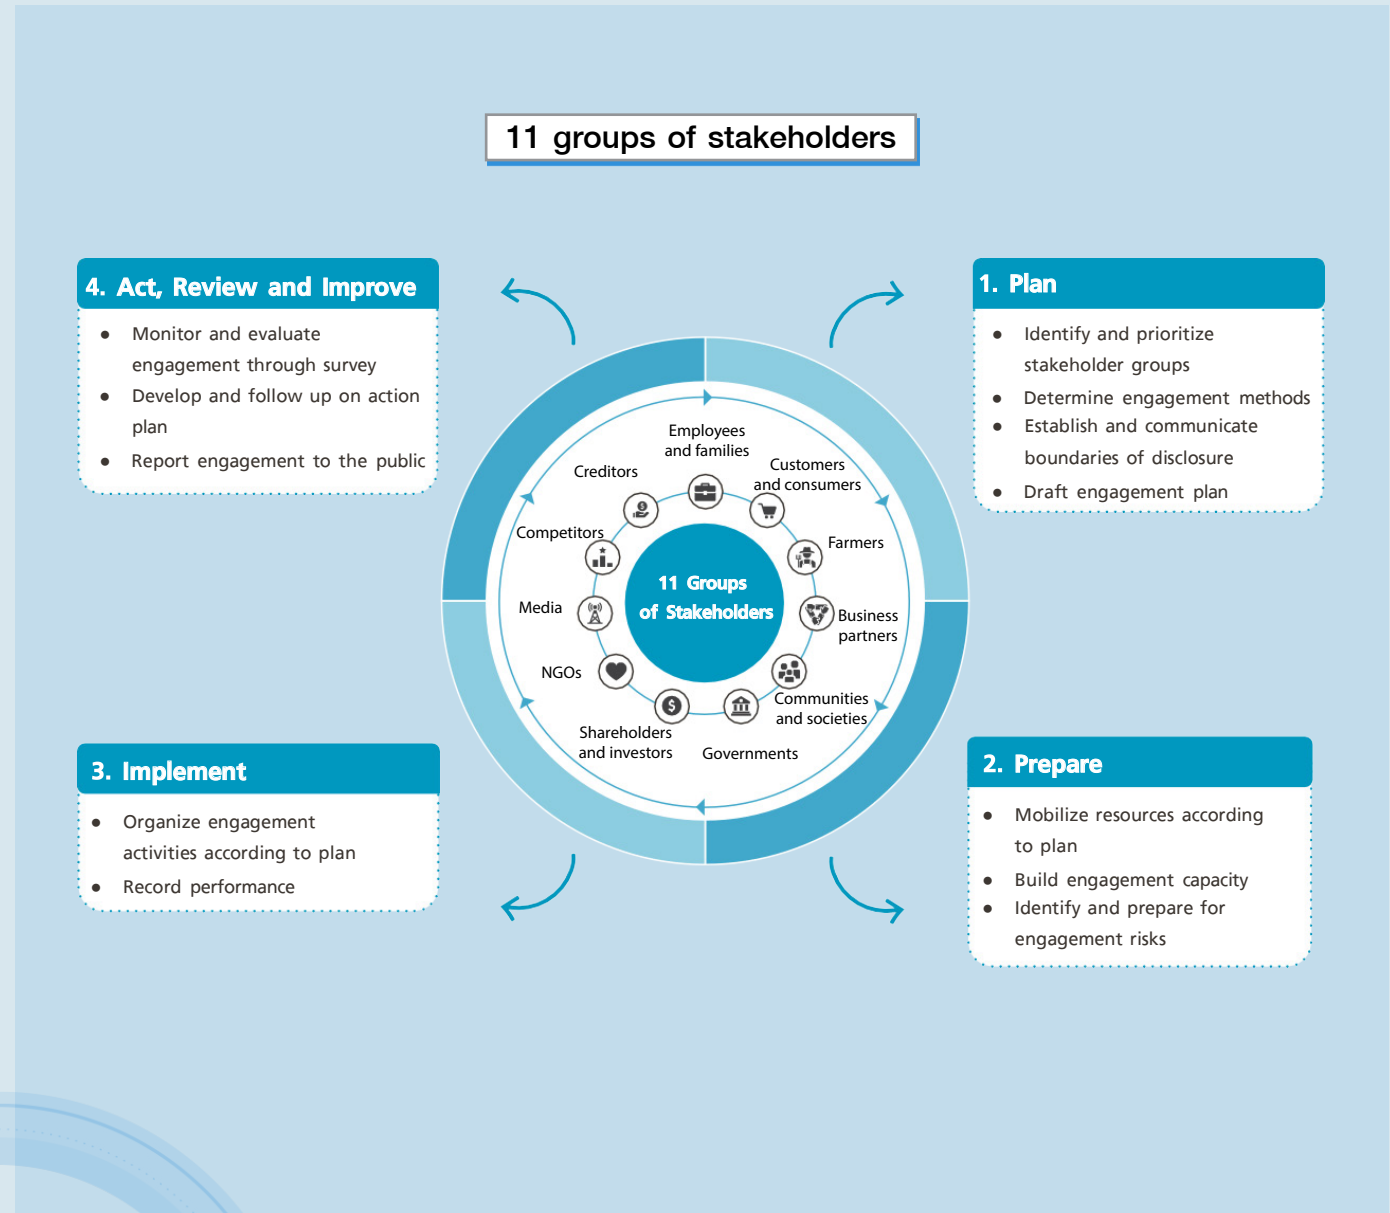 11 groups of stakeholders
4. Act, Review and Improve
● Monitor and evaluate
engagement through survey
● Develop and follow up on action
plan
● Report engagement to the public
1. Plan
● Identify and prioritize
stakeholder groups
● Determine engagement methods
● Establish and communicate
boundaries of disclosure
● Draft engagement plan
Employees
and families
Customers
and consumers
Farmers
Business
partners
Communities
and societies
Governments
Shareholders
and investors
NGOs
Media
Competitors
Creditors
11 Groups
of Stakeholders
3. Implement
● Organize engagement
activities according to plan
● Record performance
2. Prepare
● Mobilize resources according
to plan
● Build engagement capacity
● Identify and prepare for
engagement risks